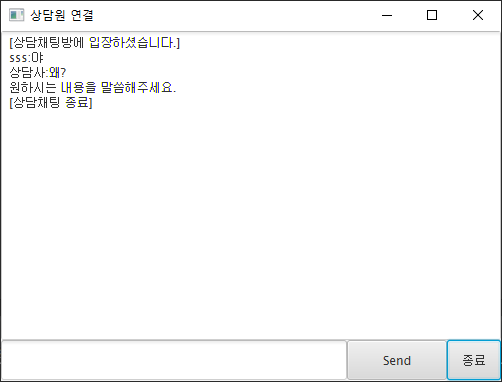 상담원 연결
[상담채팅방에 입장하셨습니다.]
sss:야
상담사:왜?
원하시는 내용을 말씀해주세요.
[상담채팅 종료]
Send
종료